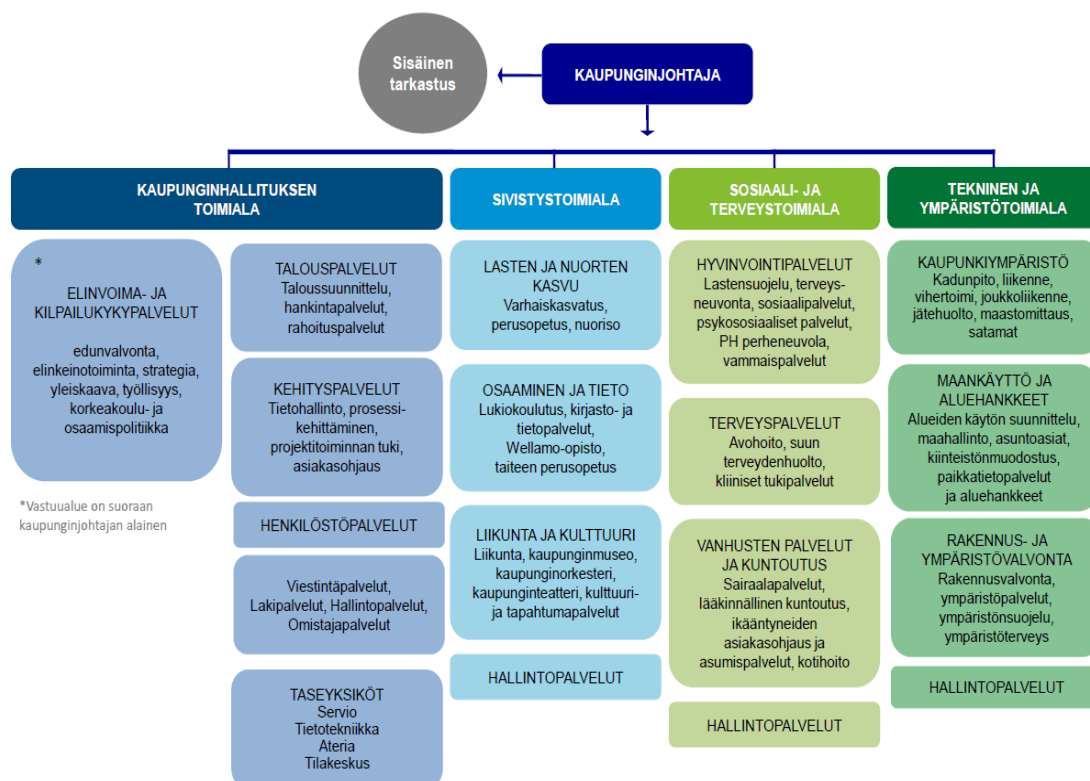 Sisäinen
tarkastus
KAUPUNGINJOHTAJA
KAUPUNGINHALLITUKSEN
TOIMIALA
SIVISTYSTOIMIALA
SOSIAALI- JA
TERVEYSTOIMIALA
TEKNINEN JA
YMPÄRISTÖTOIMIALA
*
ELINVOIMA- JA
KILPAILUKYKYPALVELUT
edunvalvonta,
elinkeinotoiminta, strategia,
yleiskaava, työllisyys,
korkeakoulu- ja
osaamispolitiikka
*Vastuualue on suoraan
kaupunginjohtajan alainen
TALOUSPALVELUT
Taloussuunnittelu,
hankintapalvelut,
rahoituspalvelut
KEHITYSPALVELUT
Tietohallinto, prosessi-
kehittäminen,
projektitoiminnan tuki,
asiakasohjaus
HENKILÖSTÖPALVELUT
Viestintäpalvelut,
Lakipalvelut, Hallintopalvelut,
Omistajapalvelut
TASEYKSIKÖT
Servio
Tietotekniikka
Ateria
Tilakeskus
LASTEN JA NUORTEN
KASVU
Varhaiskasvatus,
perusopetus, nuoriso
OSAAMINEN JA TIETO
Lukiokoulutus, kirjasto- ja
tietopalvelut,
Wellamo-opisto,
taiteen perusopetus
LIIKUNTA JA KULTTUURI
Liikunta, kaupunginmuseo,
kaupunginorkesteri,
kaupunginteatteri, kulttuuri-
ja tapahtumapalvelut
HALLINTOPALVELUT
HYVINVOINTIPALVELUT
Lastensuojelu, terveys-
neuvonta, sosiaalipalvelut,
psykososiaaliset palvelut,
PH perheneuvola,
vammaispalvelut
TERVEYSPALVELUT
Avohoito, suun
terveydenhuolto,
kliiniset tukipalvelut
VANHUSTEN PALVELUT
JA KUNTOUTUS
Sairaalapalvelut,
lääkinnällinen kuntoutus,
ikääntyneiden
asiakasohjaus ja
asumispalvelut, kotihoito
HALLINTOPALVELUT
KAUPUNKIYMPÄRISTÖ
Kadunpito, liikenne,
vihertoimi, joukkoliikenne,
jätehuolto, maastomittaus,
satamat
MAANKÄYTTÖ JA
ALUEHANKKEET
Alueiden käytön suunnittelu,
maahallinto, asuntoasiat,
kiinteistönmuodostus,
paikkatietopalvelut
ja aluehankkeet
RAKENNUS- JA
YMPÄRISTÖVALVONTA
Rakennusvalvonta,
ympäristöpalvelut,
ympäristönsuojelu,
ympäristöterveys
HALLINTOPALVELUT